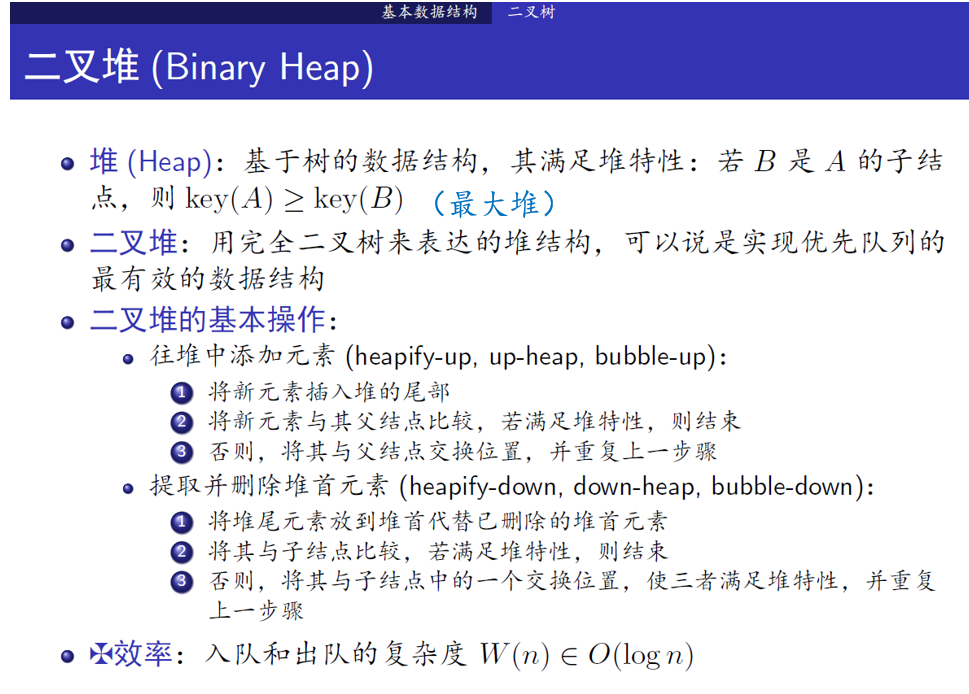 基本数据结构 二叉树
二叉堆 (Binary Heap)
堆 (Heap)：基于树的数据结构，其满足堆特性：若 B 是 A 的子结
点，则 key(A) ≥ key(B) （最大堆）
二叉堆：用完全二叉树来表达的堆结构，可以说是实现优先队列的
最有效的数据结构
二叉堆的基本操作：
往堆中添加元素 (heapify-up, up-heap, bubble-up)：
1 将新元素插入堆的尾部
2 将新元素与其父结点比较，若满足堆特性，则结束
3 否则，将其与父结点交换位置，并重复上一步骤
提取并删除堆首元素 (heapify-down, down-heap, bubble-down)：
1 将堆尾元素放到堆首代替已删除的堆首元素
2 将其与子结点比较，若满足堆特性，则结束
3 否则，将其与子结点中的一个交换位置，使三者满足堆特性，并重复
上一步骤
✠效率：入队和出队的复杂度 W(n) ∈ O(log n)